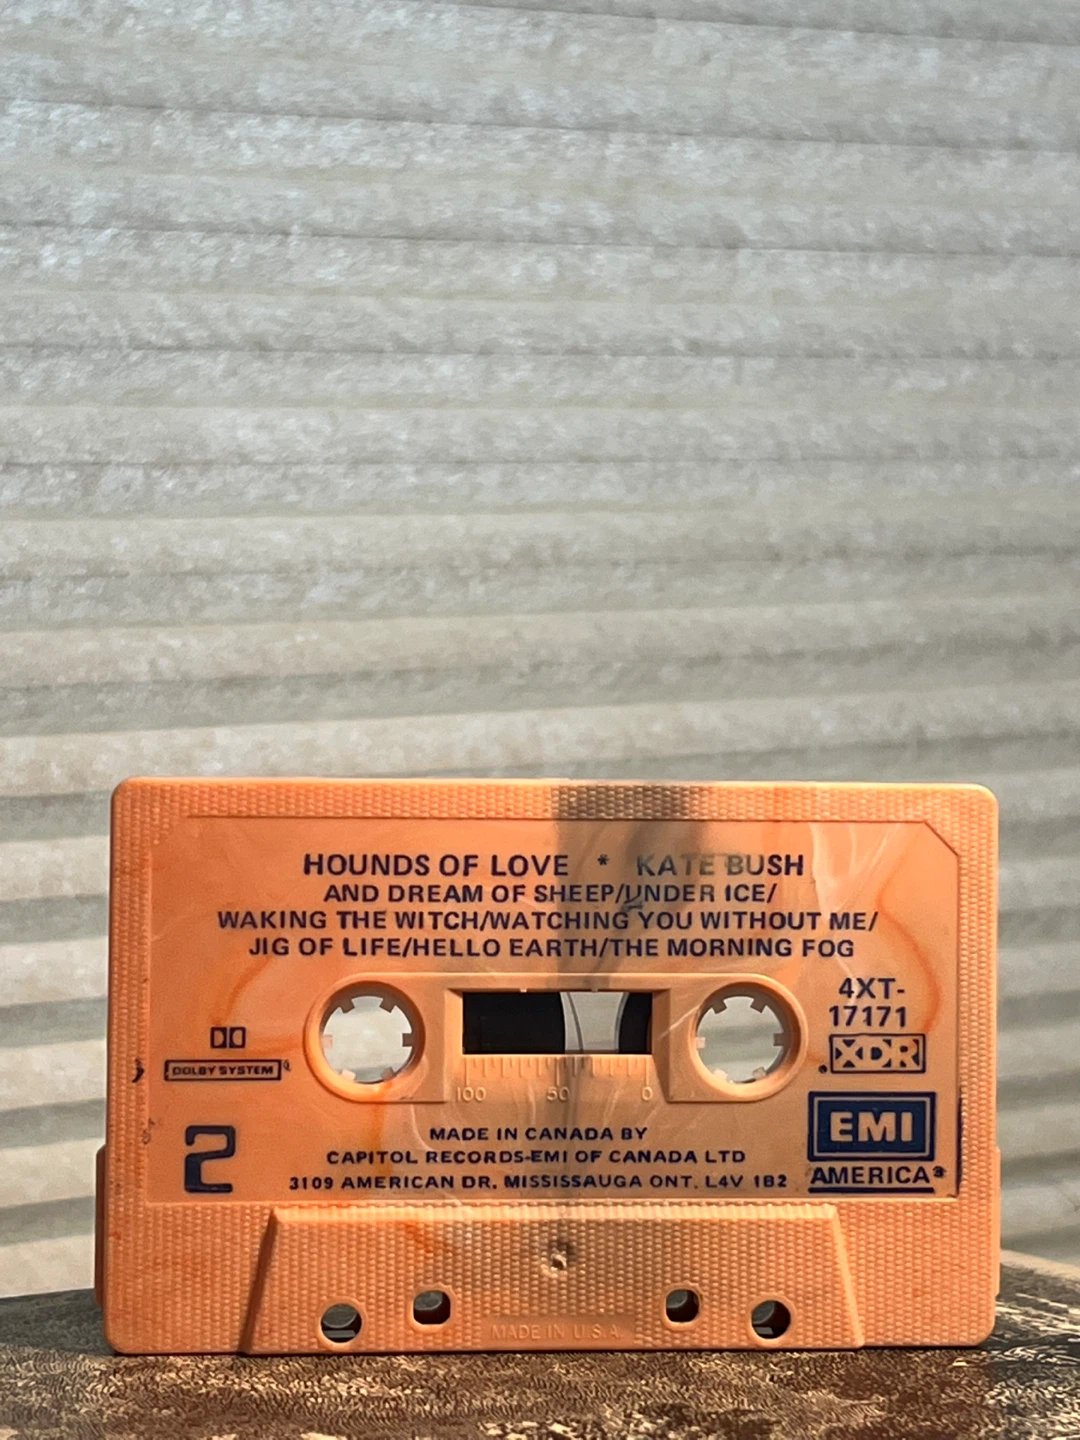 HOUNDS OF LOVE * KATE BUSH
AND DREAM OF SHEEP/UNDER ICE/
WAKING THE WITCH/WATCHING YOU WITHOUT ME/
JIG OF LIFE/HELLO EARTH/THE MORNING FOG
4XT-
17171
XDR
DOLBY SYSTEM
100 50 0
EMI
AMERICA
2
MADE IN CANADA BY
CAPITOL RECORDS-EMI OF CANADA LTD
3109 AMERICAN DR. MISSISSAUGA ONT. L4V 1B2
MADE IN U.S.A.